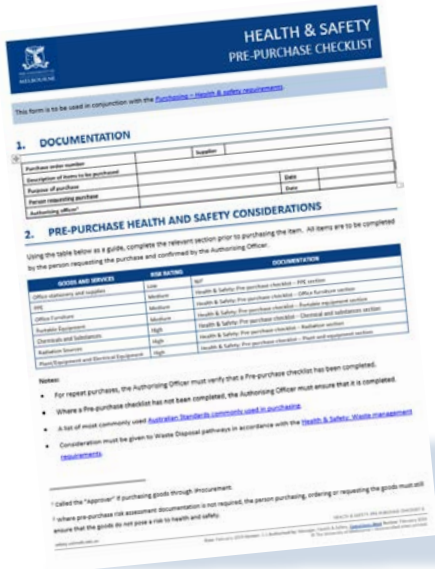 HEALTH & SAFETY
PRE-PURCHASE CHECKLIST
MELBOURNE
This form is to be used in conjunction with the Purchasing – Health & safety requirements.
1. DOCUMENTATION
Purchase order number Supplier
Description of items to be purchased
Purpose of purchase
Person requesting purchase Date
Authorising officer¹ Date
2. PRE-PURCHASE HEALTH AND SAFETY CONSIDERATIONS
Using the table below as a guide, complete the relevant section prior to purchasing the item. All items are to be completed
by the person requesting the purchase and confirmed by the Authorising Officer.
GOODS AND SERVICES RISK RATING DOCUMENTATION
Office stationery and supplies Low
PPE Medium Health & Safety: Pre-purchase checklist – PPE section
Office Furniture Medium Health & Safety: Pre-purchase checklist – Office furniture section
Portable Equipment Medium Health & Safety: Pre-purchase checklist – Portable equipment section
Chemicals and Substances High Health & Safety: Pre-purchase checklist – Chemical and substances section
Radiation Sources High Health & Safety: Pre-purchase checklist – Radiation section
Plant/Equipment and Electrical Equipment High Health & Safety: Pre-purchase checklist – Plant and equipment section
Notes:
• For repeat purchases, the Authorising Officer must verify that a Pre-purchase checklist has been completed.
• Where a Pre-purchase checklist has not been completed, the Authorising Officer must ensure that it is completed.
• A list of most commonly used Australian Standards commonly used in purchasing.
• Consideration must be given to Waste Disposal pathways in accordance with the Health & Safety: Waste management
requirements.
¹ Called the "Approver" if purchasing goods through iProcurement.
² Where pre-purchase risk assessment documentation is not required, the person purchasing, ordering or requesting the goods must still
ensure that the goods do not pose a risk to health and safety.
HEALTH & SAFETY: PRE-PURCHASE CHECKLIST